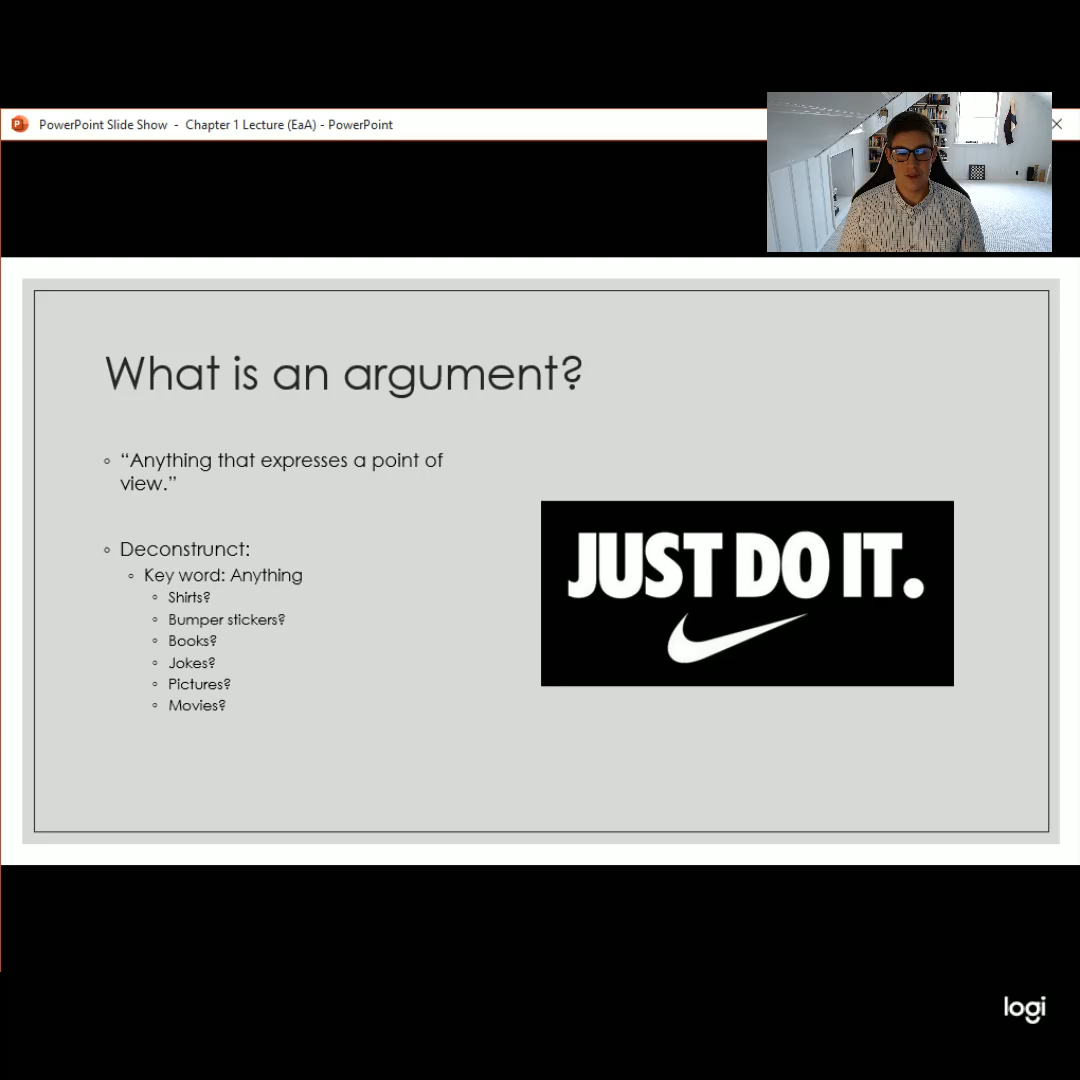 PowerPoint Slide Show - Chapter 1 Lecture (EaA) - PowerPoint
What is an argument?
“Anything that expresses a point of
view.”
Deconstrunct:
Key word: Anything
Shirts?
Bumper stickers?
Books?
Jokes?
Pictures?
Movies?
JUST DO IT.
logi